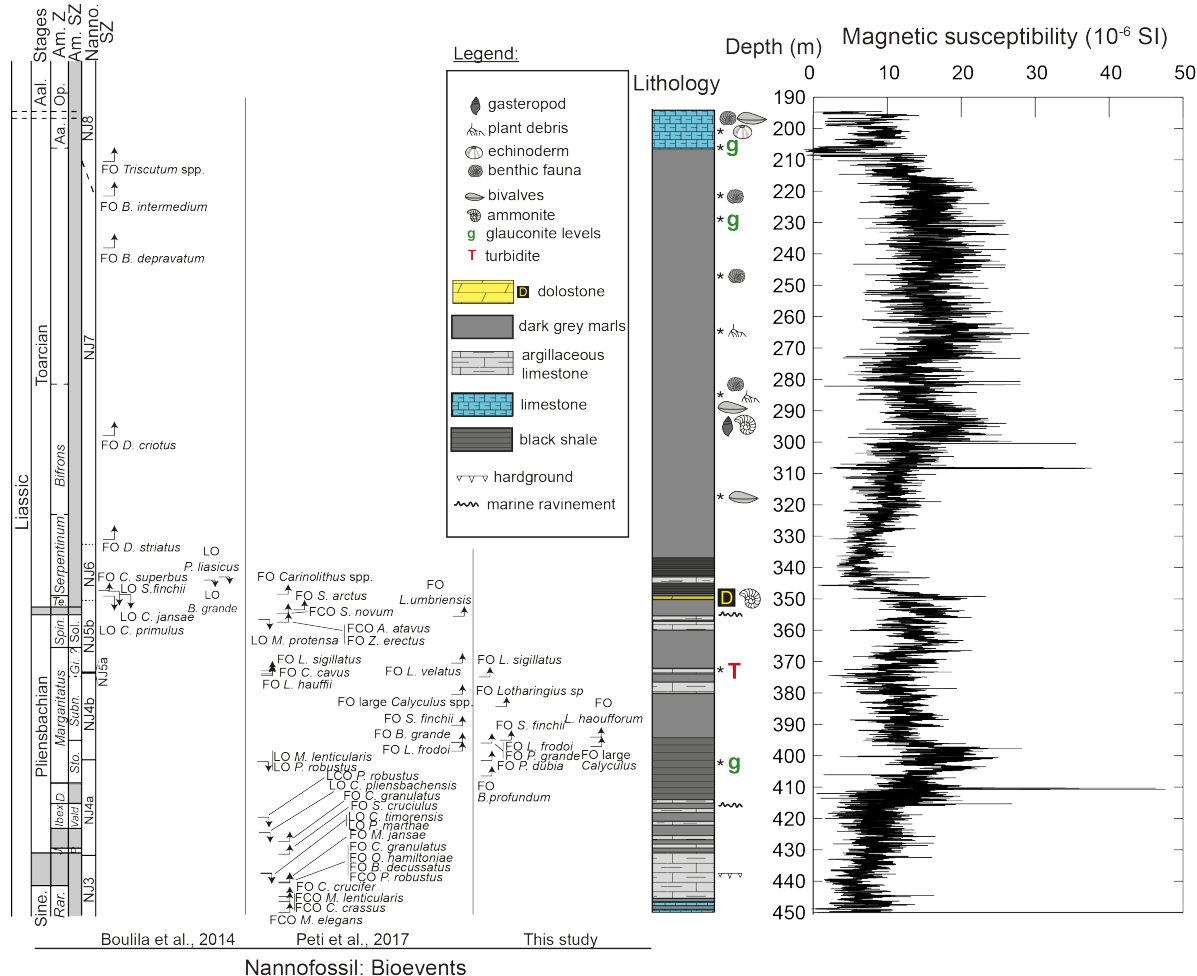 Stages
Am. Z
Am. SZ
Nanno. SZ
Liassic
Aal.
Toarcian
Pliensbachian
Sine.
Op.
Aa.
Bifrons
Serpentinum
Te
Spin.
Margaritatus
Ibex
D
Rar.
Sol.
?
Gi.
Subn.
Sto.
Vald
NJ8
NJ7
NJ6
NJ5b
NJ5a
NJ4b
NJ4a
NJ3
FO Triscutum spp.
FO B. intermedium
FO B. depravatum
FO D. criotus
FO D. striatus
LO
P. liasicus
FO C. superbus
LO S.finchii
LO
B. grande
LO C. jansae
LO C. primulus
FO Carinolithus spp.
FO
L.umbriensis
FO S. arctus
FCO S. novum
FCO A. atavus
LO M. protensa
FO Z. erectus
FO L. sigillatus
FO C. cavus
FO L. velatus
FO L. hauffii
FO large Calyculus spp.
FO S. finchii
FO B. grande
FO L. frodoi
LO M. lenticularis
LO P. robustus
LCO P. robustus
LO C. pliensbachensis
FO C. granulatus
FO S. cruciulus
LO C. timorensis
LO P. marthae
FO M. jansae
FO C. granulatus
FO O. hamiltoniae
FO B. decussatus
FCO P. robustus
FO C. crucifer
FCO M. lenticularis
FCO C. crassus
FCO M. elegans
FO L. sigillatus
FO Lotharingius sp
FO
L. haoufforum
FO S. finchii
FO L. frodoi
FO P. grande
FO large
Calyculus
FO P. dubia
FO
B.profundum
Boulila et al., 2014
Peti et al., 2017
This study
Nannofossil: Bioevents
Legend:
gasteropod
plant debris
echinoderm
benthic fauna
bivalves
ammonite
g glauconite levels
T turbidite
D dolostone
dark grey marls
argillaceous
limestone
limestone
black shale
hardground
marine ravinement
Lithology
*
* g
*
* g
*
*
*
*
D
* T
* g
Depth (m)
Magnetic susceptibility (10-6 SI)
0 10 20 30 40 50
190
200
210
220
230
240
250
260
270
280
290
300
310
320
330
340
350
360
370
380
390
400
410
420
430
440
450